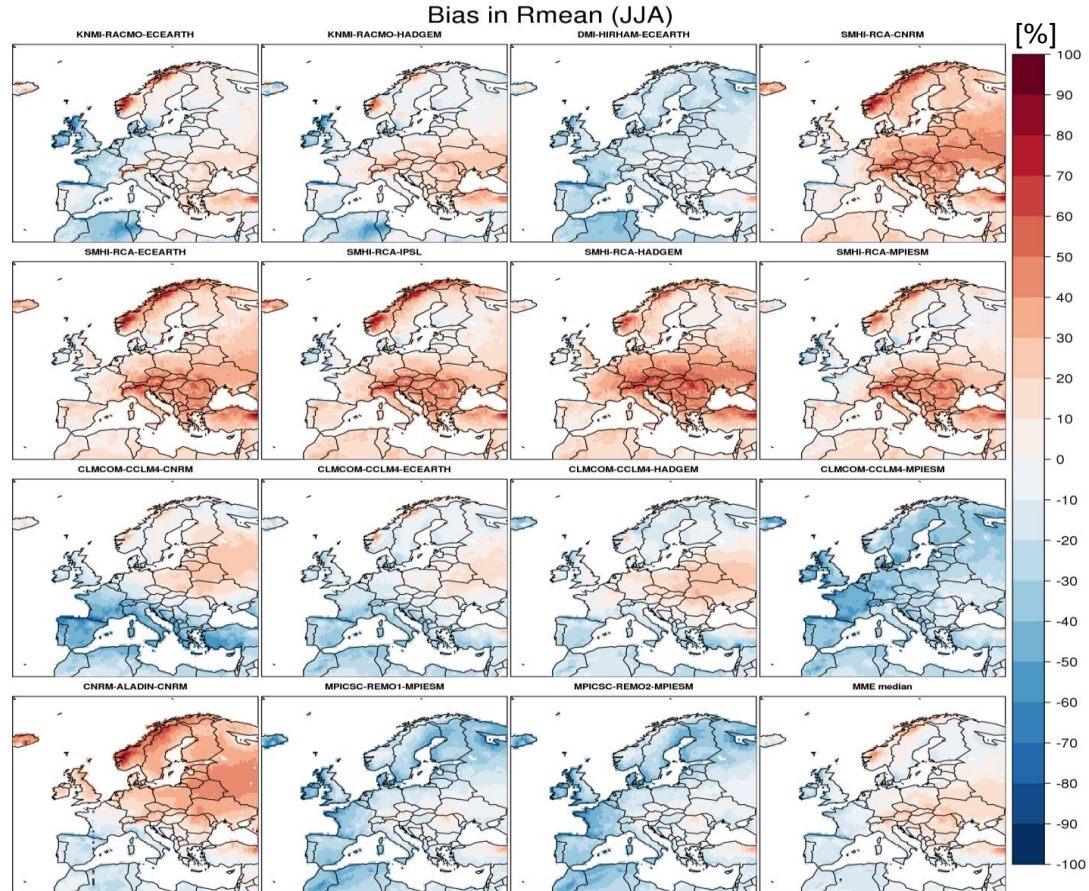 Bias in Rmean (JJA)
[%]
KNMI-RACMO-ECEARTH
KNMI-RACMO-HADGEM
DMI-HIRHAM-ECEARTH
SMHI-RCA-CNRM
SMHI-RCA-ECEARTH
SMHI-RCA-IPSL
SMHI-RCA-HADGEM
SMHI-RCA-MPIESM
CLMCOM-CCLM4-CNRM
CLMCOM-CCLM4-ECEARTH
CLMCOM-CCLM4-HADGEM
CLMCOM-CCLM4-MPIESM
CNRM-ALADIN-CNRM
MPICSC-REMO1-MPIESM
MPICSC-REMO2-MPIESM
MME median
100
90
80
70
60
50
40
30
20
10
0
-10
-20
-30
-40
-50
-60
-70
-80
-90
-100